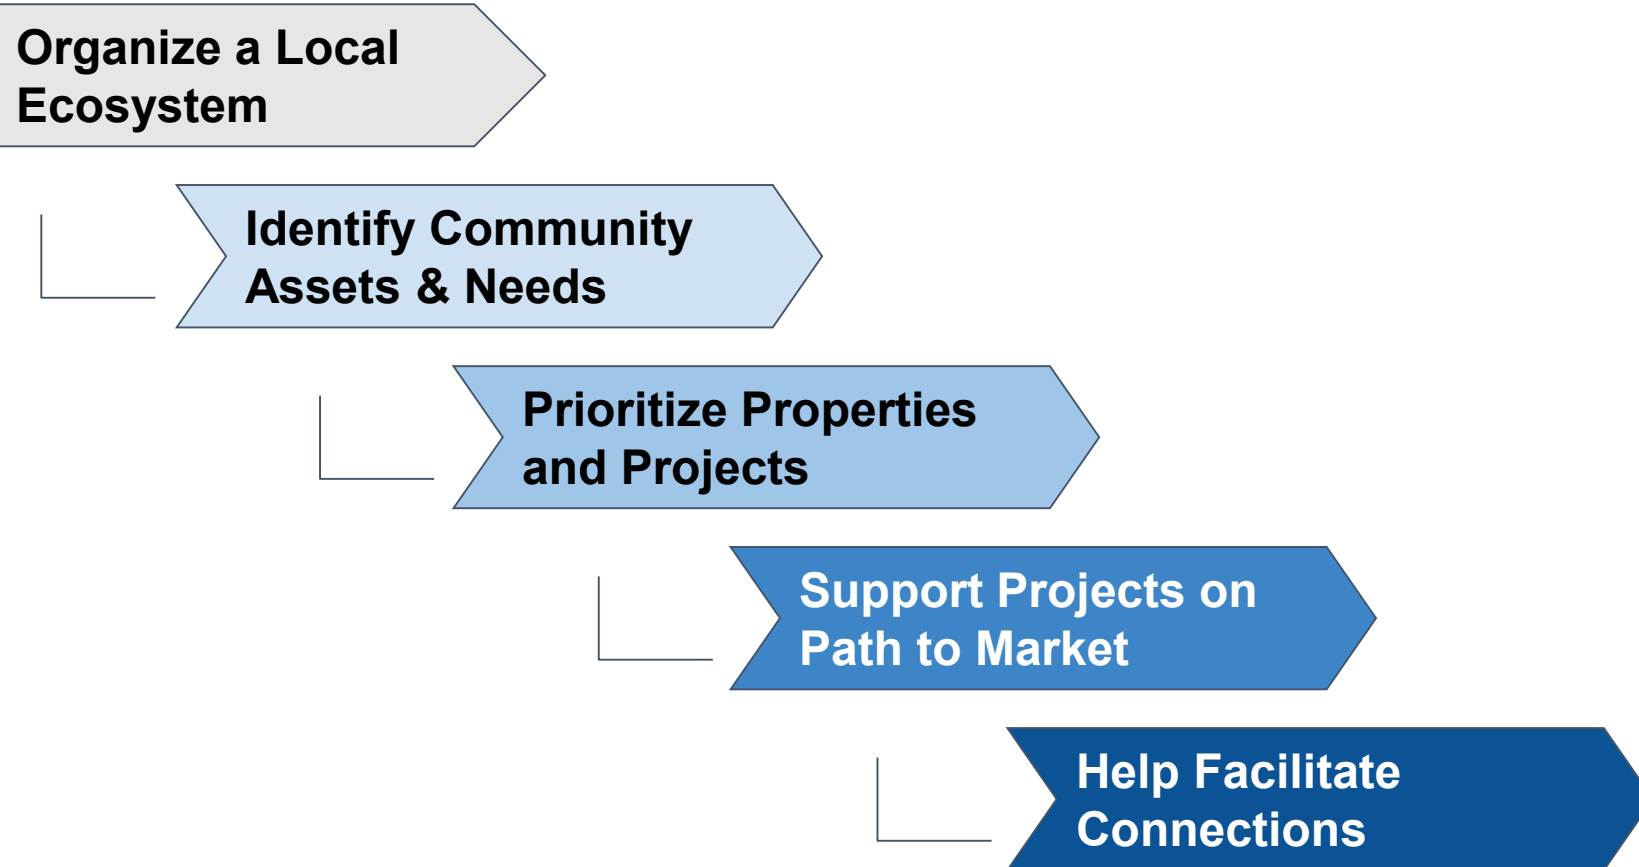 Organize a Local
Ecosystem
Identify Community
Assets & Needs
Prioritize Properties
and Projects
Support Projects on
Path to Market
Help Facilitate
Connections